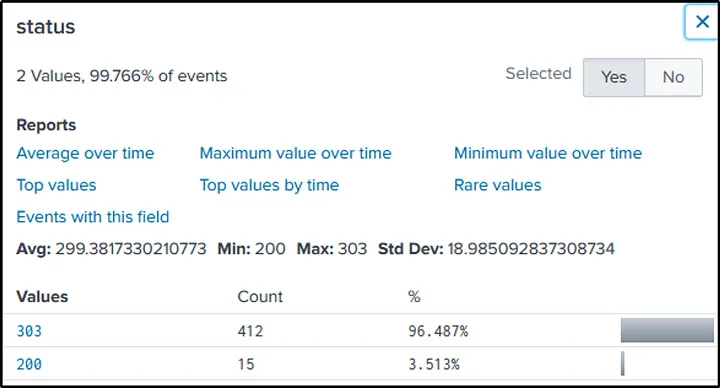 status
2 Values, 99.766% of events
Selected Yes No
Reports
Average over time Maximum value over time Minimum value over time
Top values Top values by time Rare values
Events with this field
Avg: 299.3817330210773 Min: 200 Max: 303 Std Dev: 18.985092837308734
Values Count %
303 412 96.487%
200 15 3.513%